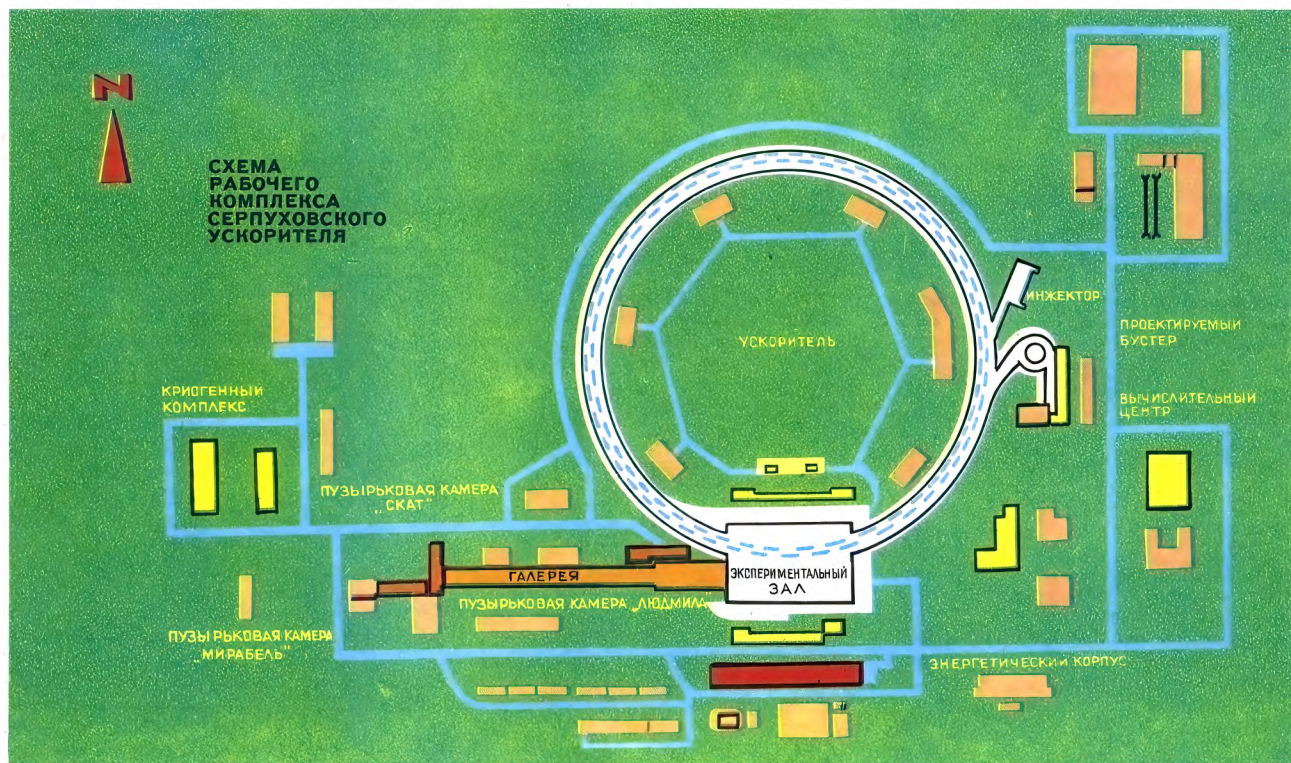 N
СХЕМА
РАБОЧЕГО
КОМПЛЕКСА
СЕРПУХОВСКОГО
УСКОРИТЕЛЯ
ИНЖЕКТОР
ПРОЕКТИРУЕМЫЙ
БУСТЕР
УСКОРИТЕЛЬ
КРИОГЕННЫЙ
КОМПЛЕКС
ВЫЧИСЛИТЕЛЬНЫЙ
ЦЕНТР
ПУЗЫРЬКОВАЯ КАМЕРА
„СКАТ"
ГАЛЕРЕЯ
ЭКСПЕРИМЕНТАЛЬНЫЙ
ЗАЛ
ПУЗЫРЬКОВАЯ КАМЕРА „ЛЮДМИЛА"
ПУЗЫРЬКОВАЯ КАМЕРА
„МИРАБЕЛЬ"
ЭНЕРГЕТИЧЕСКИЙ КОРПУС